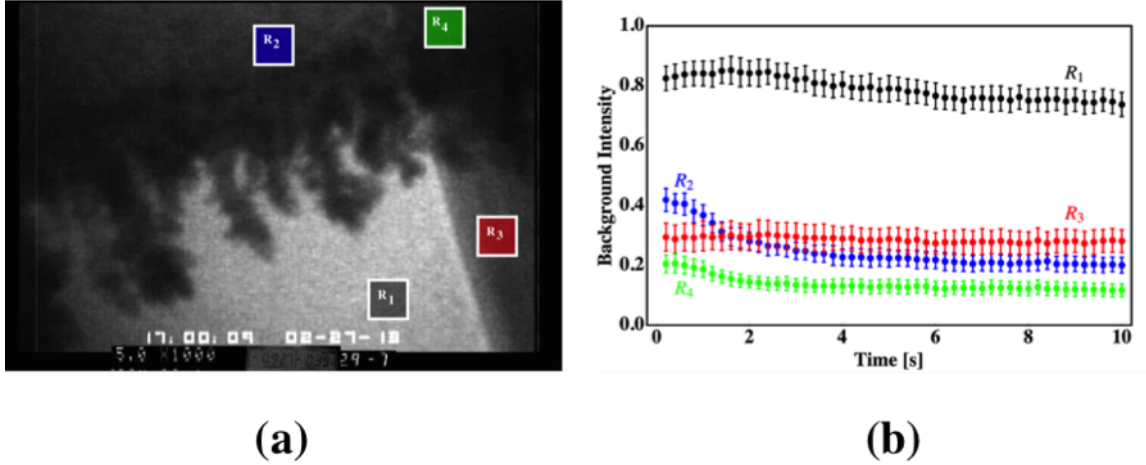 R2
R4
R3
R1
17:00:09 02-27-13
5.0 X1000
29-7
1.0
0.8
0.6
0.4
0.2
0.0
Background Intensity
R1
R2
R3
R4
0 2 4 6 8 10
Time [s]
(a)
(b)